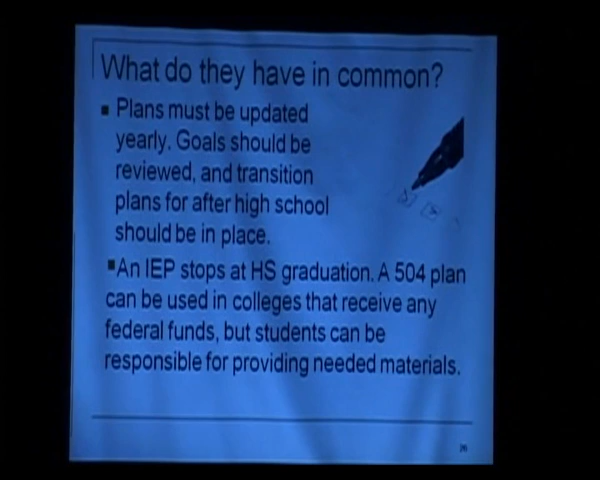 What do they have in common?
▪ Plans must be updated
yearly. Goals should be
reviewed, and transition
plans for after high school
should be in place.
▪An IEP stops at HS graduation. A 504 plan
can be used in colleges that receive any
federal funds, but students can be
responsible for providing needed materials.